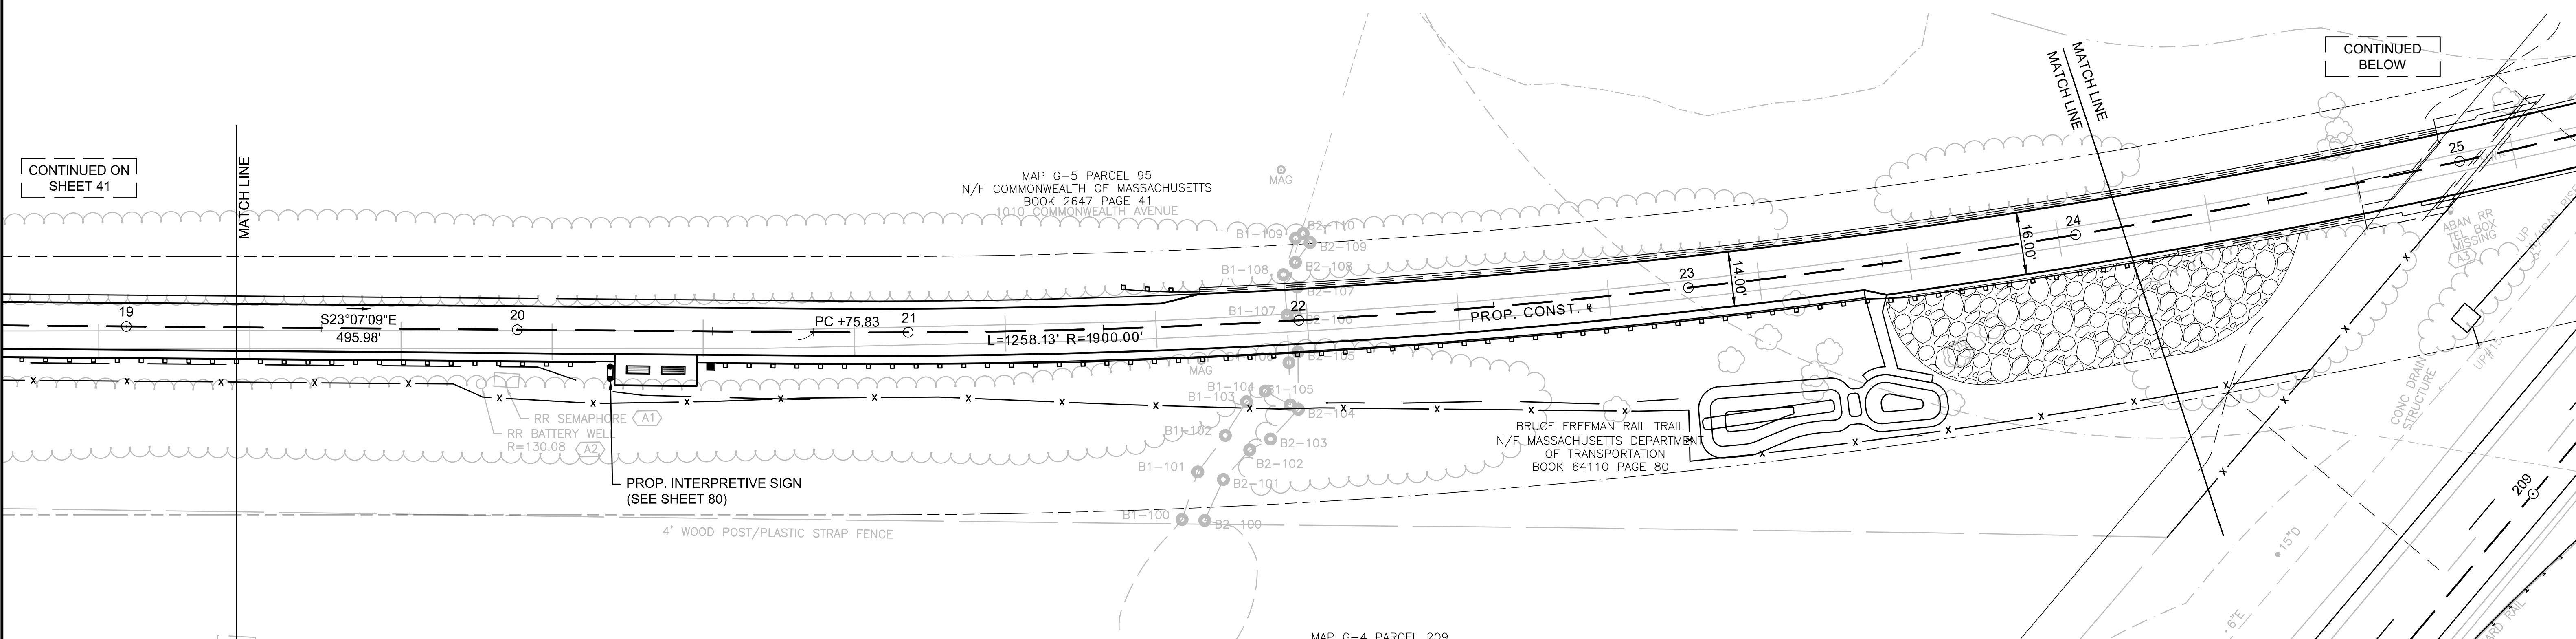 CONTINUED ON
SHEET 41
MATCH LINE
19
S23°07'09"E
495.98'
20
PC +75.83
21
L=1258.13' R=1900.00'
22
PROP. CONST. ℄
23
14.00'
16.00'
24
25
MATCH LINE
MATCH LINE
CONTINUED
BELOW
MAP G-5 PARCEL 95
N/F COMMONWEALTH OF MASSACHUSETTS
BOOK 2647 PAGE 41
1010 COMMONWEALTH AVENUE
MAG
B1-109
B2-110
B2-109
B1-108
B2-108
B2-107
B1-107
B2-106
B2-105
MAG
B1-104
B1-105
B1-103
B2-104
B1-102
B2-103
B2-102
B1-101
B2-101
B1-100
B2-100
RR SEMAPHORE A1
RR BATTERY WELL
R=130.08 A2
PROP. INTERPRETIVE SIGN
(SEE SHEET 80)
4' WOOD POST/PLASTIC STRAP FENCE
BRUCE FREEMAN RAIL TRAIL
N/F MASSACHUSETTS DEPARTMENT
OF TRANSPORTATION
BOOK 64110 PAGE 80
ABAN RR
TEL BOX
MISSING
A3
UP
CONC DRAIN
STRUCTURE
209
15"D
6"E
MAP G-4 PARCEL 209